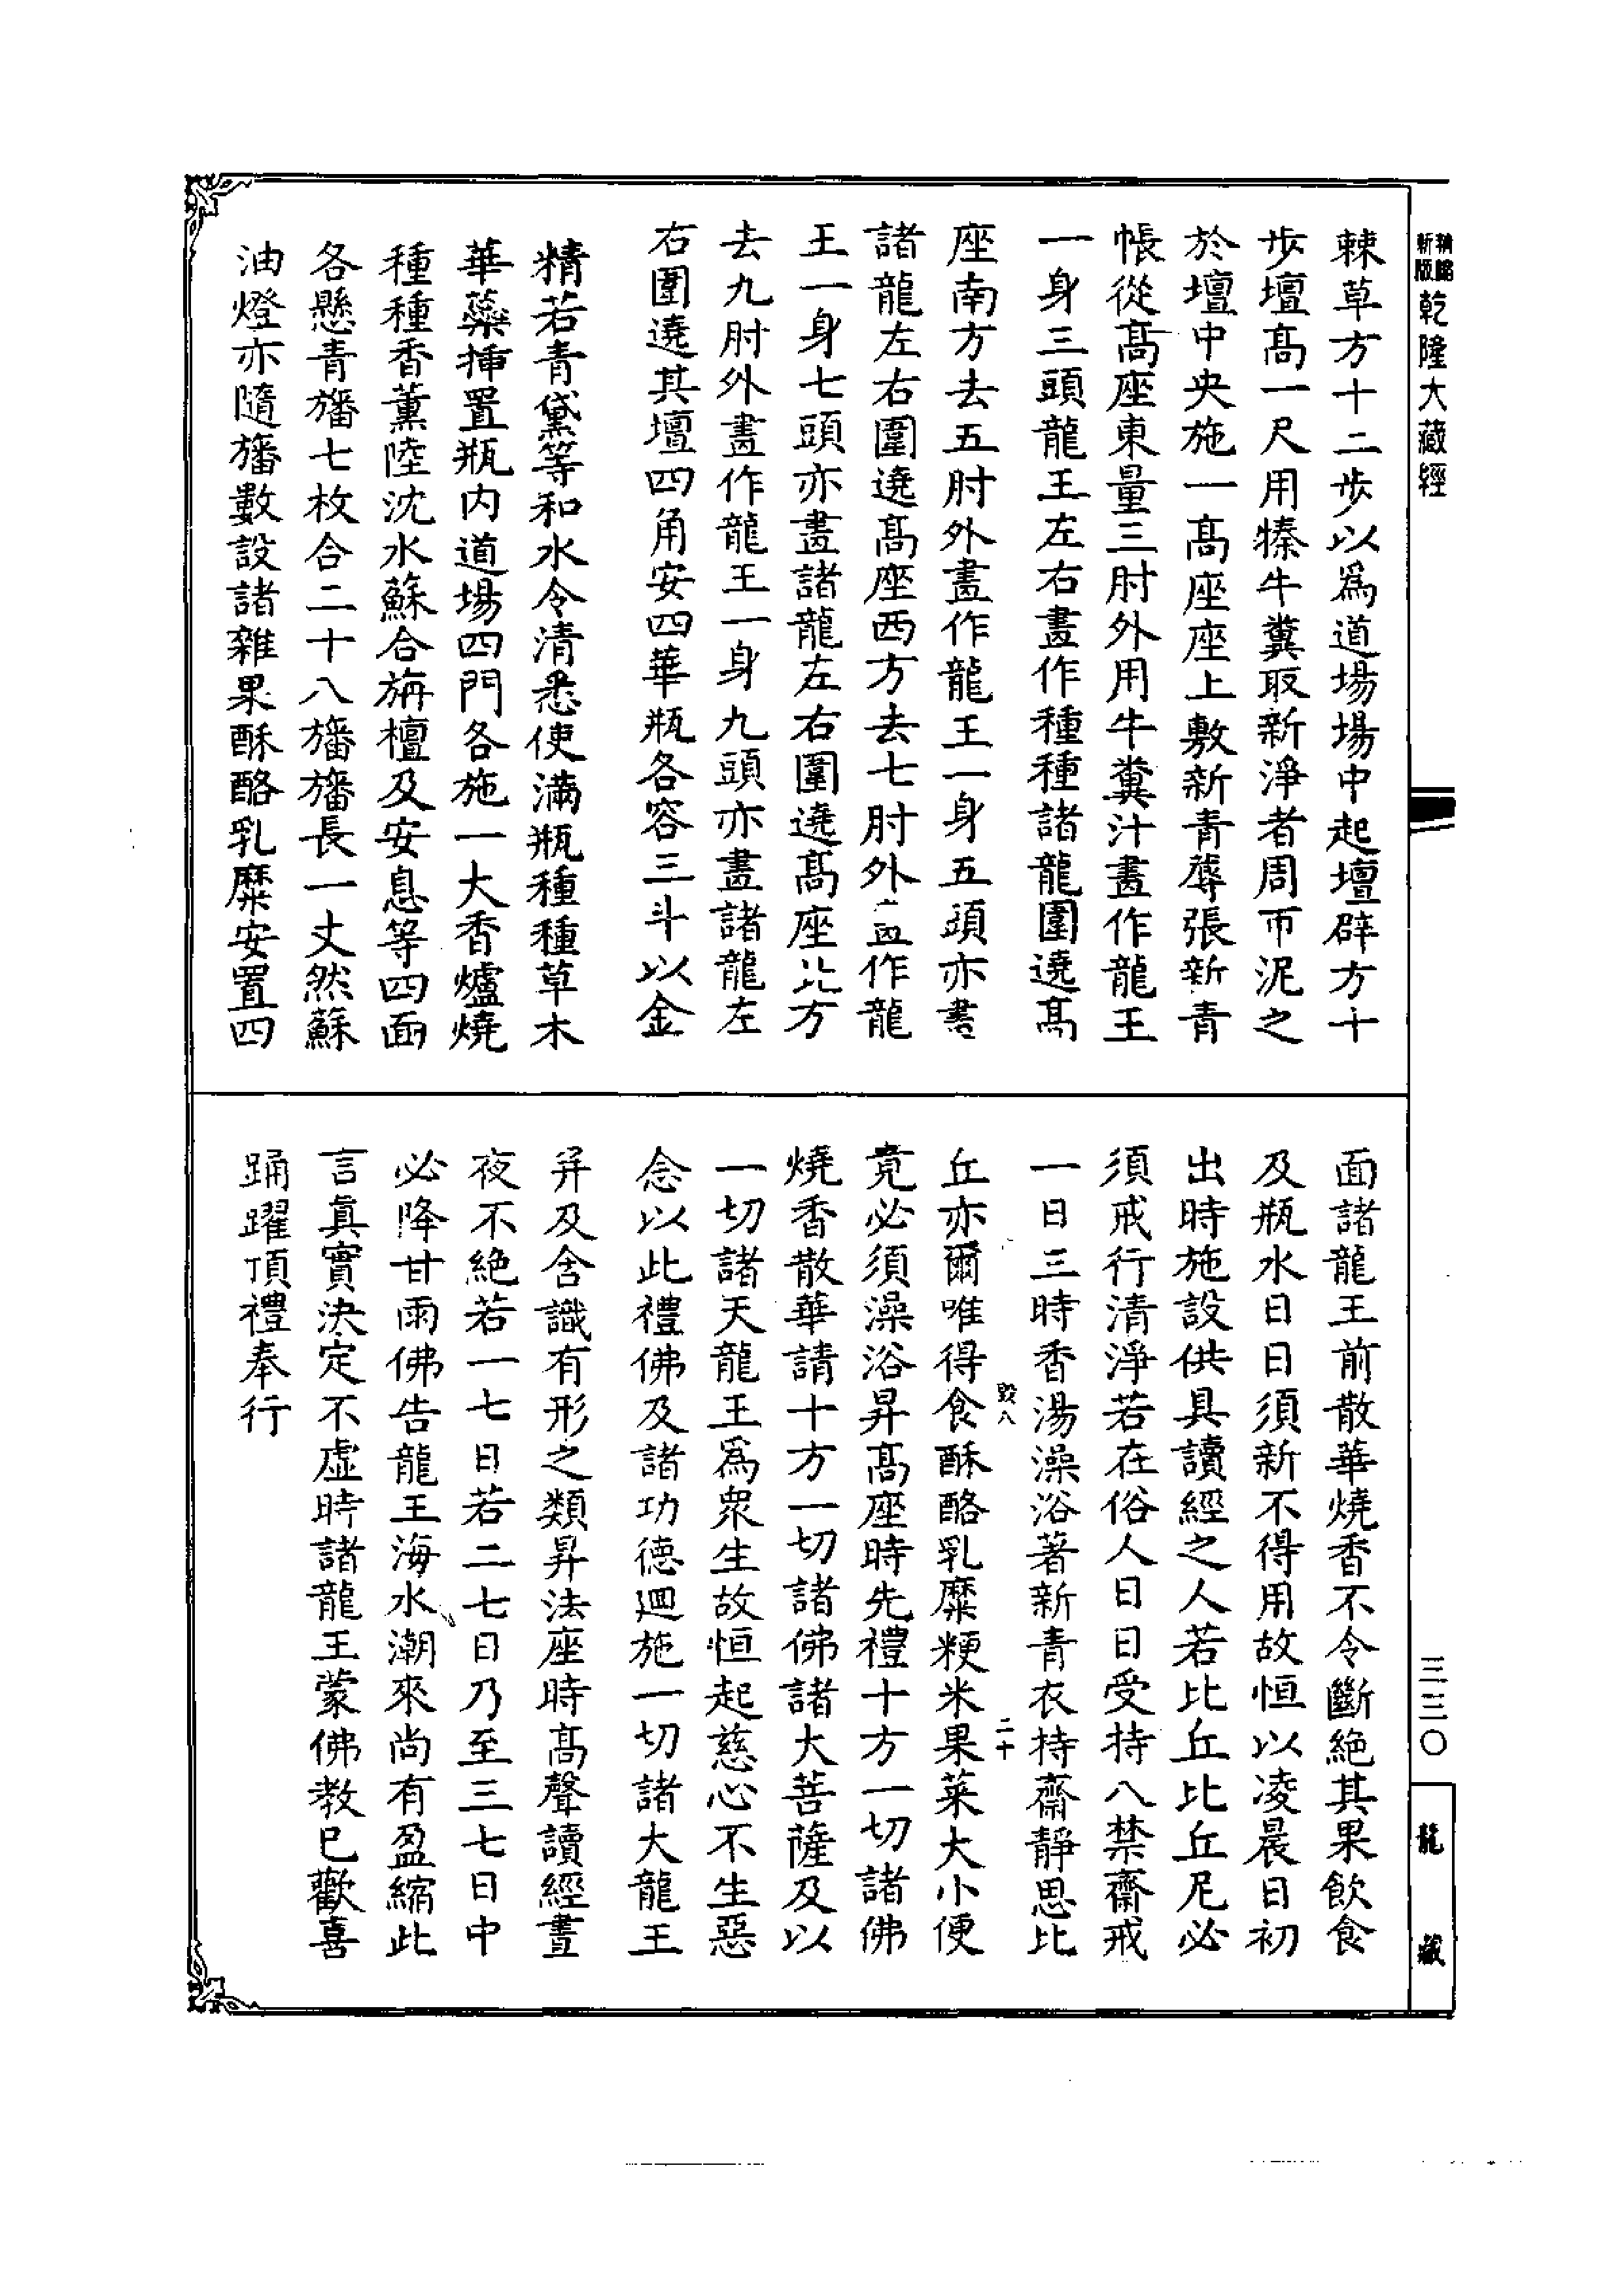 精縮新版乾隆大藏經
棘草方十二步以爲道場場中起壇辟方十
步壇高一尺用㹌牛糞取新淨者周帀泥之
於壇中央施一高座座上敷新青蓐張新青
帳從高座東量三肘外用牛糞汁畫作龍王
一身三頭龍王左右畫作種種諸龍圍遶高
座南方去五肘外畫作龍王一身五頭亦畫
諸龍左右圍遶高座西方去七肘外畫作龍
王一身七頭亦畫諸龍左右圍遶高座北方
去九肘外畫作龍王一身九頭亦畫諸龍左
右圍遶其壇四角安四華瓶各容三斗以金
精若青黛等和水令清悉使滿瓶種種草木
華蘂揷置瓶内道場四門各施一大香爐燒
種種香薰陸沈水蘇合旃檀及安息等四面
各懸青旛七枚合二十八旛旛長一丈然蘇
油燈亦隨旛數設諸雜果酥酪乳糜安置四
面諸龍王前散華燒香不令斷絶其果飲食
及瓶水日日須新不得用故恒以凌晨日初
出時施設供具讀經之人若比丘比丘尼必
須戒行清淨若在俗人日日受持八禁齋戒
一日三時香湯澡浴著新青衣持齋靜思比
毀八
二十
丘亦爾唯得食酥酪乳糜粳米果菜大小便
竟必須澡浴昇高座時先禮十方一切諸佛
燒香散華請十方一切諸佛諸大菩薩及以
一切諸天龍王爲衆生故恒起慈心不生惡
念以此禮佛及諸功德迴施一切諸大龍王
并及含識有形之類昇法座時高聲讀經晝
夜不絶若一七日若二七日乃至三七日中
必降甘雨佛告龍王海水潮來尚有盈縮此
言眞實決定不虛時諸龍王蒙佛教已歡喜
踊躍頂禮奉行
三三〇
龍藏